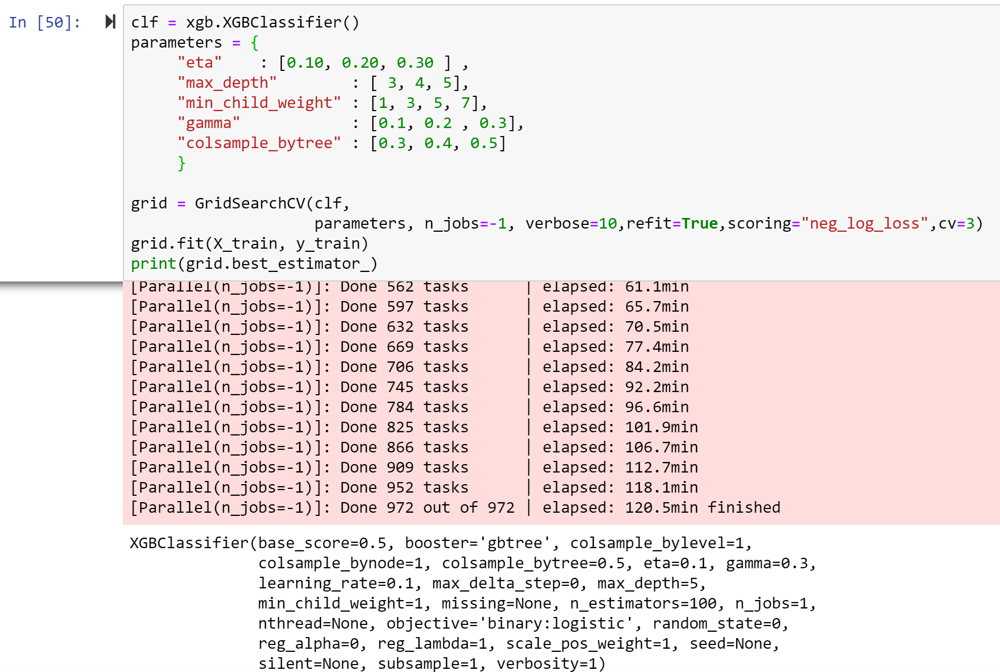 In [50]:
clf = xgb.XGBClassifier()
parameters = {
     "eta"    : [0.10, 0.20, 0.30 ] ,
     "max_depth"        : [ 3, 4, 5],
     "min_child_weight" : [1, 3, 5, 7],
     "gamma"            : [0.1, 0.2 , 0.3],
     "colsample_bytree" : [0.3, 0.4, 0.5]
     }
grid = GridSearchCV(clf,
                    parameters, n_jobs=-1, verbose=10,refit=True,scoring="neg_log_loss",cv=3)
grid.fit(X_train, y_train)
print(grid.best_estimator_)
[Parallel(n_jobs=-1)]: Done 562 tasks      | elapsed: 61.1min
[Parallel(n_jobs=-1)]: Done 597 tasks      | elapsed: 65.7min
[Parallel(n_jobs=-1)]: Done 632 tasks      | elapsed: 70.5min
[Parallel(n_jobs=-1)]: Done 669 tasks      | elapsed: 77.4min
[Parallel(n_jobs=-1)]: Done 706 tasks      | elapsed: 84.2min
[Parallel(n_jobs=-1)]: Done 745 tasks      | elapsed: 92.2min
[Parallel(n_jobs=-1)]: Done 784 tasks      | elapsed: 96.6min
[Parallel(n_jobs=-1)]: Done 825 tasks      | elapsed: 101.9min
[Parallel(n_jobs=-1)]: Done 866 tasks      | elapsed: 106.7min
[Parallel(n_jobs=-1)]: Done 909 tasks      | elapsed: 112.7min
[Parallel(n_jobs=-1)]: Done 952 tasks      | elapsed: 118.1min
[Parallel(n_jobs=-1)]: Done 972 out of 972 | elapsed: 120.5min finished
XGBClassifier(base_score=0.5, booster='gbtree', colsample_bylevel=1,
              colsample_bynode=1, colsample_bytree=0.5, eta=0.1, gamma=0.3,
              learning_rate=0.1, max_delta_step=0, max_depth=5,
              min_child_weight=1, missing=None, n_estimators=100, n_jobs=1,
              nthread=None, objective='binary:logistic', random_state=0,
              reg_alpha=0, reg_lambda=1, scale_pos_weight=1, seed=None,
              silent=None, subsample=1, verbosity=1)